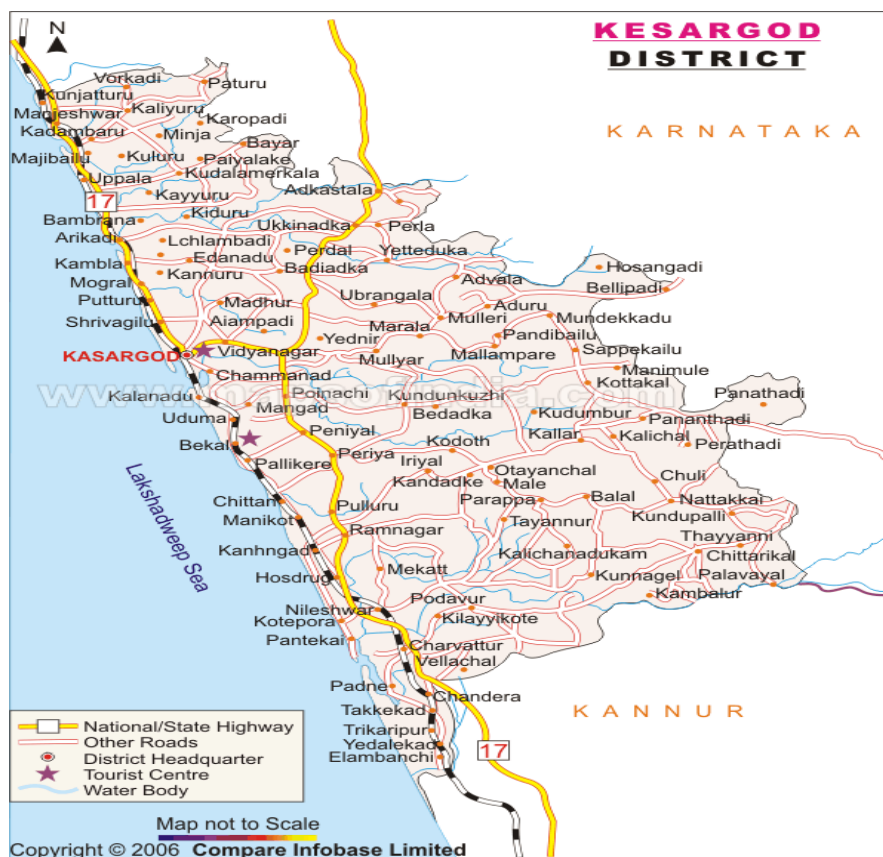 N
KESARGOD
DISTRICT
KARNATAKA
Vorkadi
Paturu
Kunjatturu
Kaliyuru
Manjeshwar
Karopadi
Kadambaru
Minja
Bayar
Majibailu
Kuluru
Paiyalake
Uppala
Kudalamerkala
Adkastala
17
Kayyuru
Kiduru
Bambrana
Ukkinadka
Perla
Arikadi
Lchlambadi
Perdal
Yetteduka
Kambla
Edanadu
Badiadka
Hosangadi
Kannuru
Advala
Bellipadi
Mogral
Putturu
Madhur
Ubrangala
Aduru
Shrivagilu
Aiampadi
Marala
Mulleri
Mundekkadu
Yednir
Pandibailu
KASARGOD
Vidyanagar
Mullyar
Mallampare
Sappekailu
Chammanad
Manimule
Kottakal
Kalanadu
Poinachi
Kundunkuzhi
Panathadi
Mangad
Bedadka
Kudumbur
Pananthadi
Uduma
Peniyal
Kodoth
Kallar
Kalichal
Perathadi
Bekal
Periya
Iriyal
Otayanchal
Pallikere
Kandadke
Male
Chuli
Chittan
Pulluru
Parappa
Balal
Nattakkal
Manikot
Tayannur
Kundupalli
Ramnagar
Thayyanni
Kanhngad
Kalichanadukam
Chittarikal
Mekatt
Hosdrug
Kunnagel
Palavayal
Podavur
Kambalur
Nileshwar
Kilayyikote
Kotepora
Pantekai
Charvattur
Vellachal
Padne
Chandera
Takkekad
Trikaripur
Yedalekad
Elambanchi
17
KANNUR
Lakshadweep Sea
National/State Highway
Other Roads
District Headquarter
Tourist Centre
Water Body
Map not to Scale
Copyright © 2006 Compare Infobase Limited